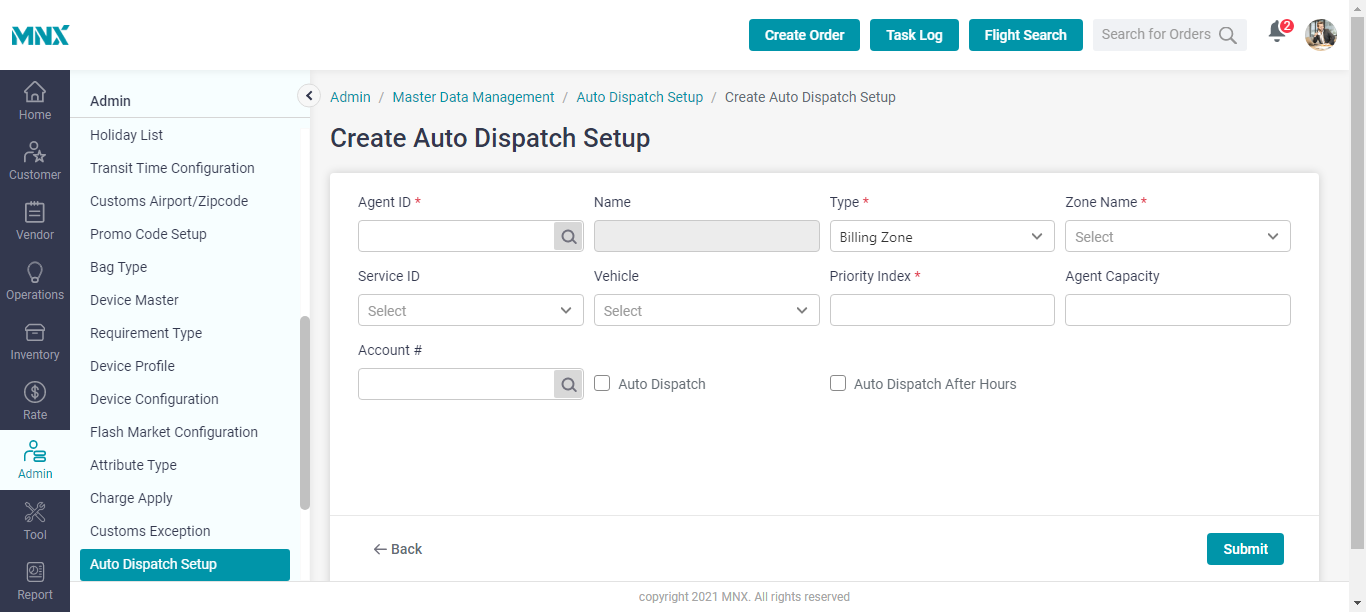 MNX
Create Order
Task Log
Flight Search
Search for Orders
2
Home
Customer
Vendor
Operations
Inventory
Rate
Admin
Tool
Report
Admin
Holiday List
Transit Time Configuration
Customs Airport/Zipcode
Promo Code Setup
Bag Type
Device Master
Requirement Type
Device Profile
Device Configuration
Flash Market Configuration
Attribute Type
Charge Apply
Customs Exception
Auto Dispatch Setup
Admin / Master Data Management / Auto Dispatch Setup / Create Auto Dispatch Setup
Create Auto Dispatch Setup
Agent ID *
Name
Type *
Billing Zone
Zone Name *
Select
Service ID
Select
Vehicle
Select
Priority Index *
Agent Capacity
Account #
Auto Dispatch
Auto Dispatch After Hours
Back
Submit
copyright 2021 MNX. All rights reserved